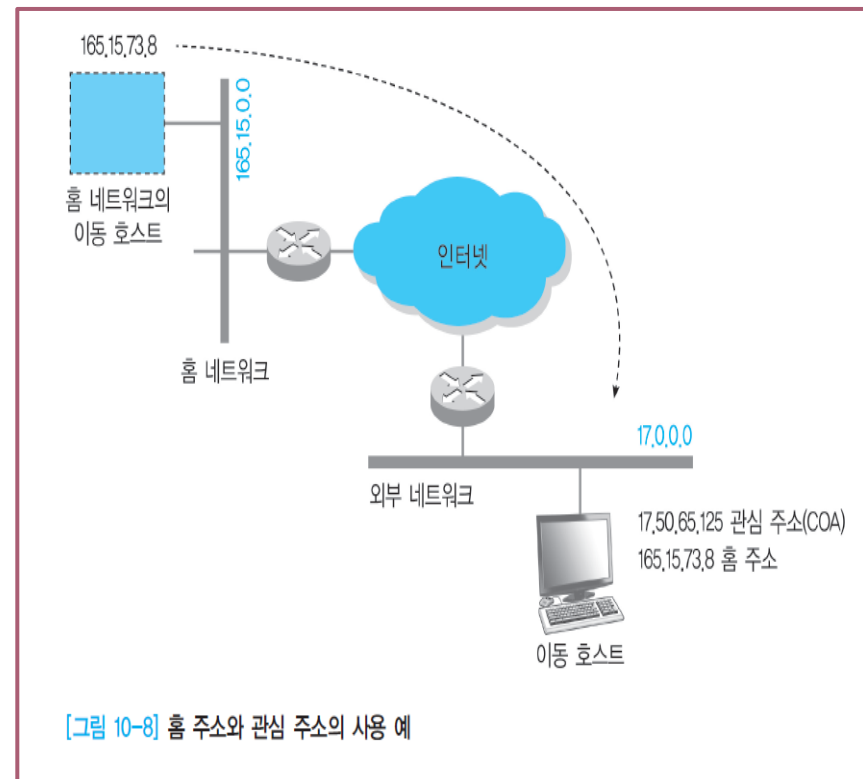 165.15.73.8
165.15.0.0
홈 네트워크의
이동 호스트
인터넷
홈 네트워크
17.0.0.0
외부 네트워크
17.50.65.125 관심 주소(COA)
165.15.73.8 홈 주소
이동 호스트
[그림 10-8] 홈 주소와 관심 주소의 사용 예